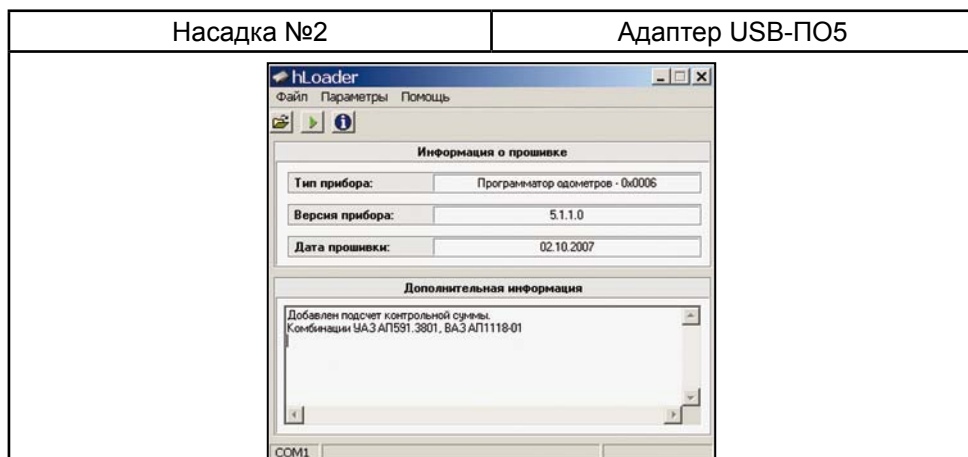 Насадка №2
Адаптер USB-ПО5
hLoader
Файл Параметры Помощь
Информация о прошивке
Тип прибора:
Программатор одометров - 0x0006
Версия прибора:
5.1.1.0
Дата прошивки:
02.10.2007
Дополнительная информация
Добавлен подсчет контрольной суммы.
Комбинации УАЗ АП591.3801, ВАЗ АП1118-01
COM1